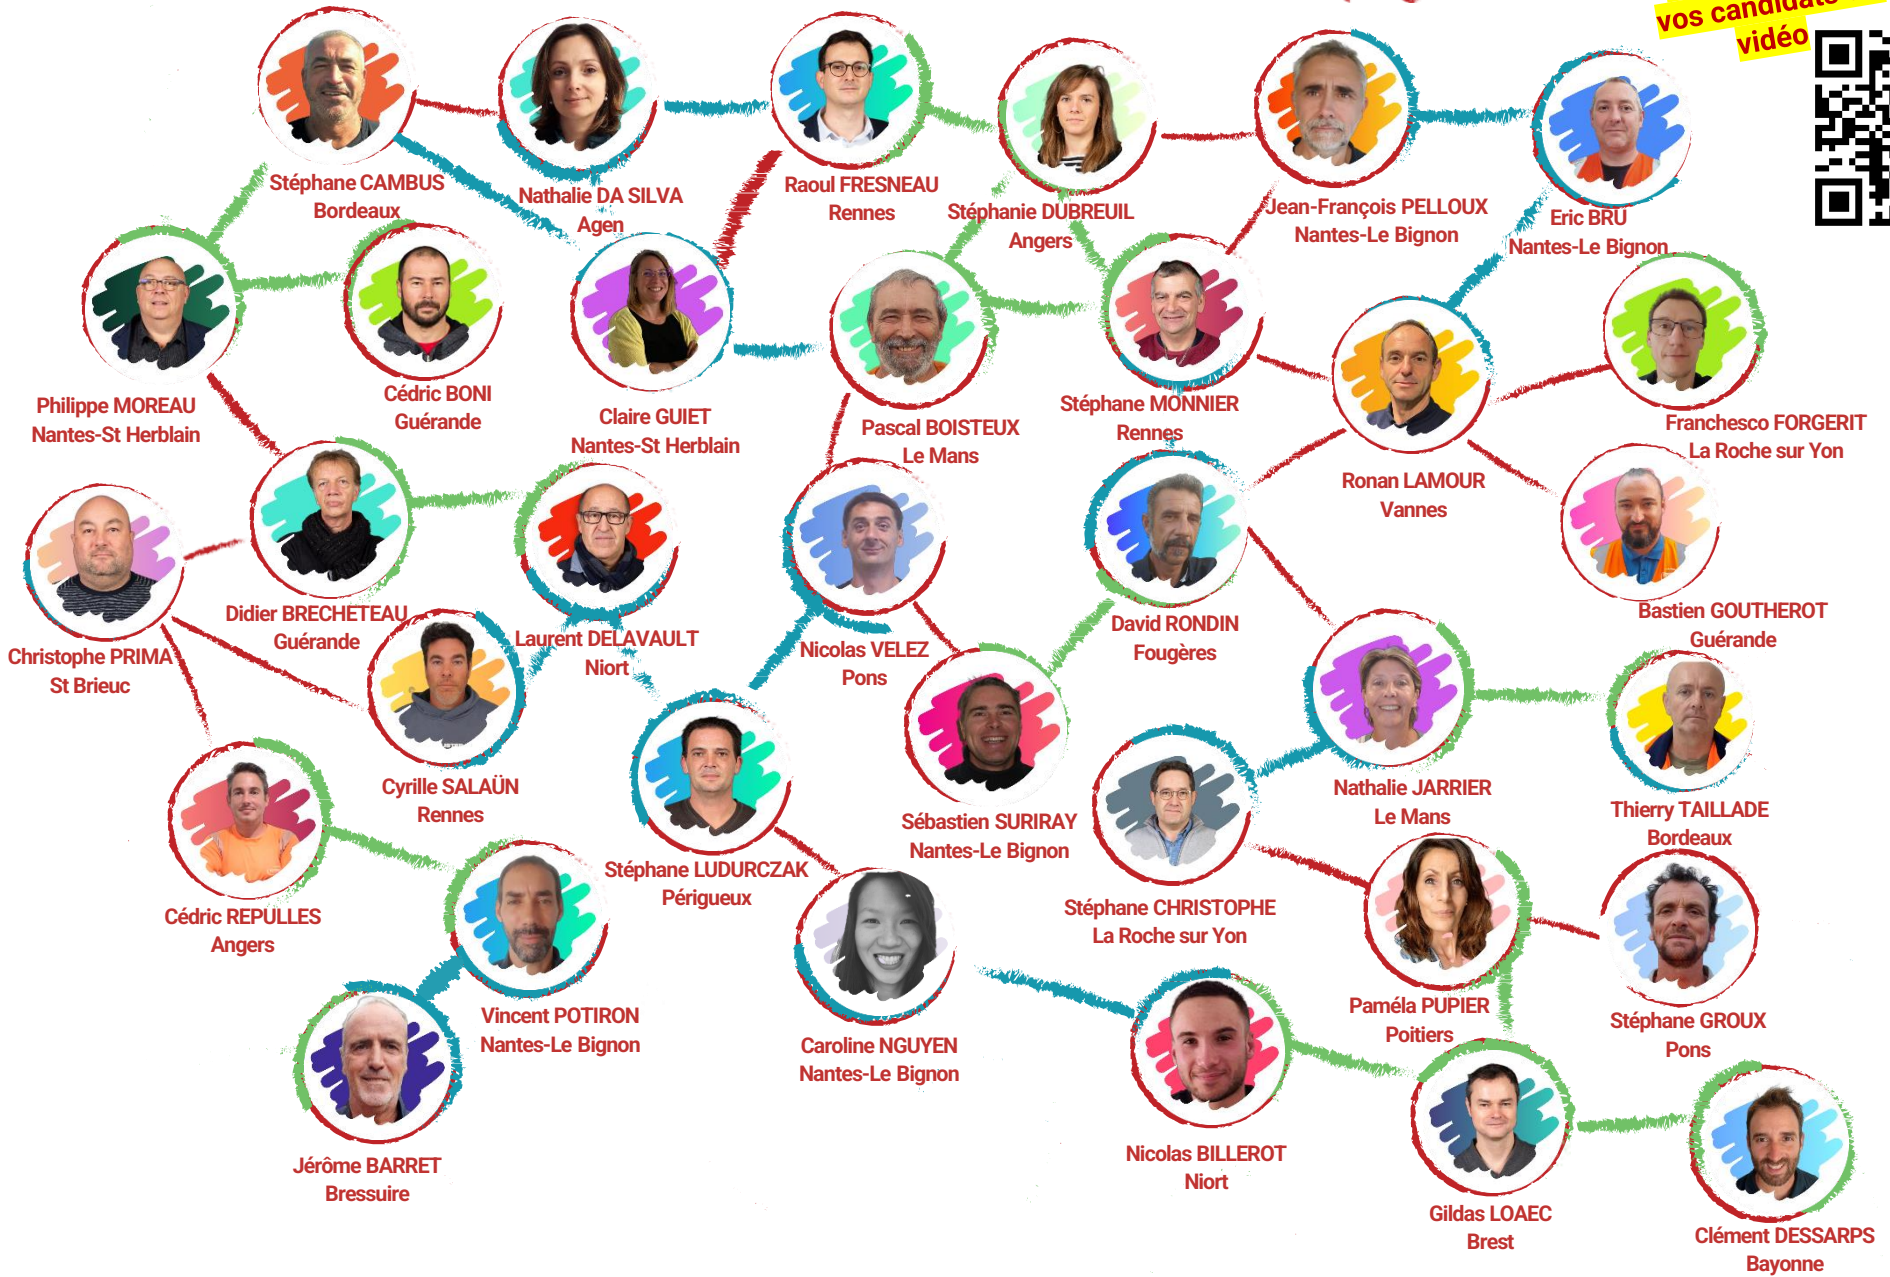 vos candidats
vidéo
Stéphane CAMBUS
Bordeaux
Nathalie DA SILVA
Agen
Raoul FRESNEAU
Rennes
Stéphanie DUBREUIL
Angers
Jean-François PELLOUX
Nantes-Le Bignon
Eric BRU
Nantes-Le Bignon
Philippe MOREAU
Nantes-St Herblain
Cédric BONI
Guérande
Claire GUIET
Nantes-St Herblain
Pascal BOISTEUX
Le Mans
Stéphane MONNIER
Rennes
Ronan LAMOUR
Vannes
Franchesco FORGERIT
La Roche sur Yon
Christophe PRIMA
St Brieuc
Didier BRECHETEAU
Guérande
Laurent DELAVAULT
Niort
Nicolas VELEZ
Pons
David RONDIN
Fougères
Bastien GOUTHEROT
Guérande
Cyrille SALAÜN
Rennes
Stéphane LUDURCZAK
Périgueux
Sébastien SURIRAY
Nantes-Le Bignon
Nathalie JARRIER
Le Mans
Thierry TAILLADE
Bordeaux
Cédric REPULLES
Angers
Vincent POTIRON
Nantes-Le Bignon
Caroline NGUYEN
Nantes-Le Bignon
Stéphane CHRISTOPHE
La Roche sur Yon
Paméla PUPIER
Poitiers
Stéphane GROUX
Pons
Jérôme BARRET
Bressuire
Nicolas BILLEROT
Niort
Gildas LOAEC
Brest
Clément DESSARPS
Bayonne